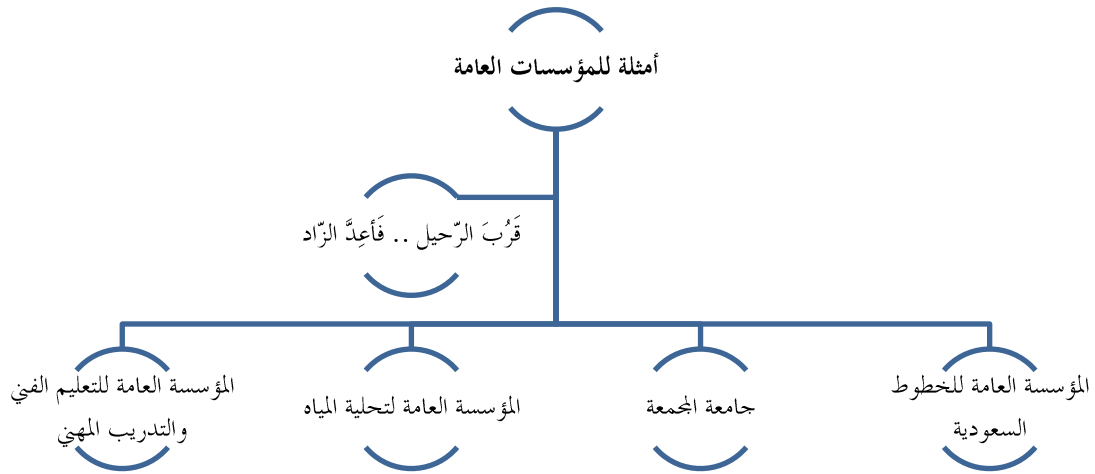 أمثلة للمؤسسات العامة
قَرُبَ الرّحيل .. فَأعِدَّ الزّاد
المؤسسة العامة للخطوط
السعودية
جامعة المجمعة
المؤسسة العامة لتحلية المياه
المؤسسة العامة للتعليم الفني
والتدريب المهني